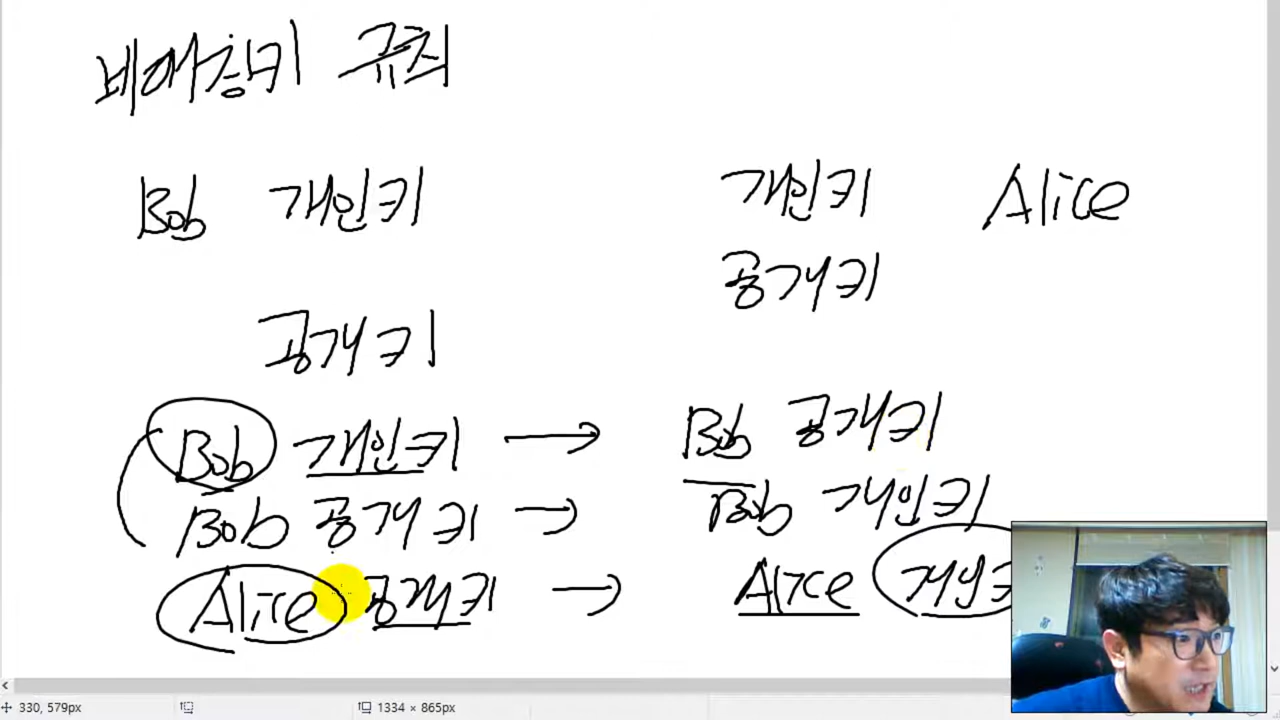 비대칭키 규칙
Bob 개인키
개인키 Alice
공개키
공개키
Bob 개인키 → Bob 공개키
Bob 공개키 → Bob 개인키
Alice 공개키 → Alice
330, 579px
1334 × 865px